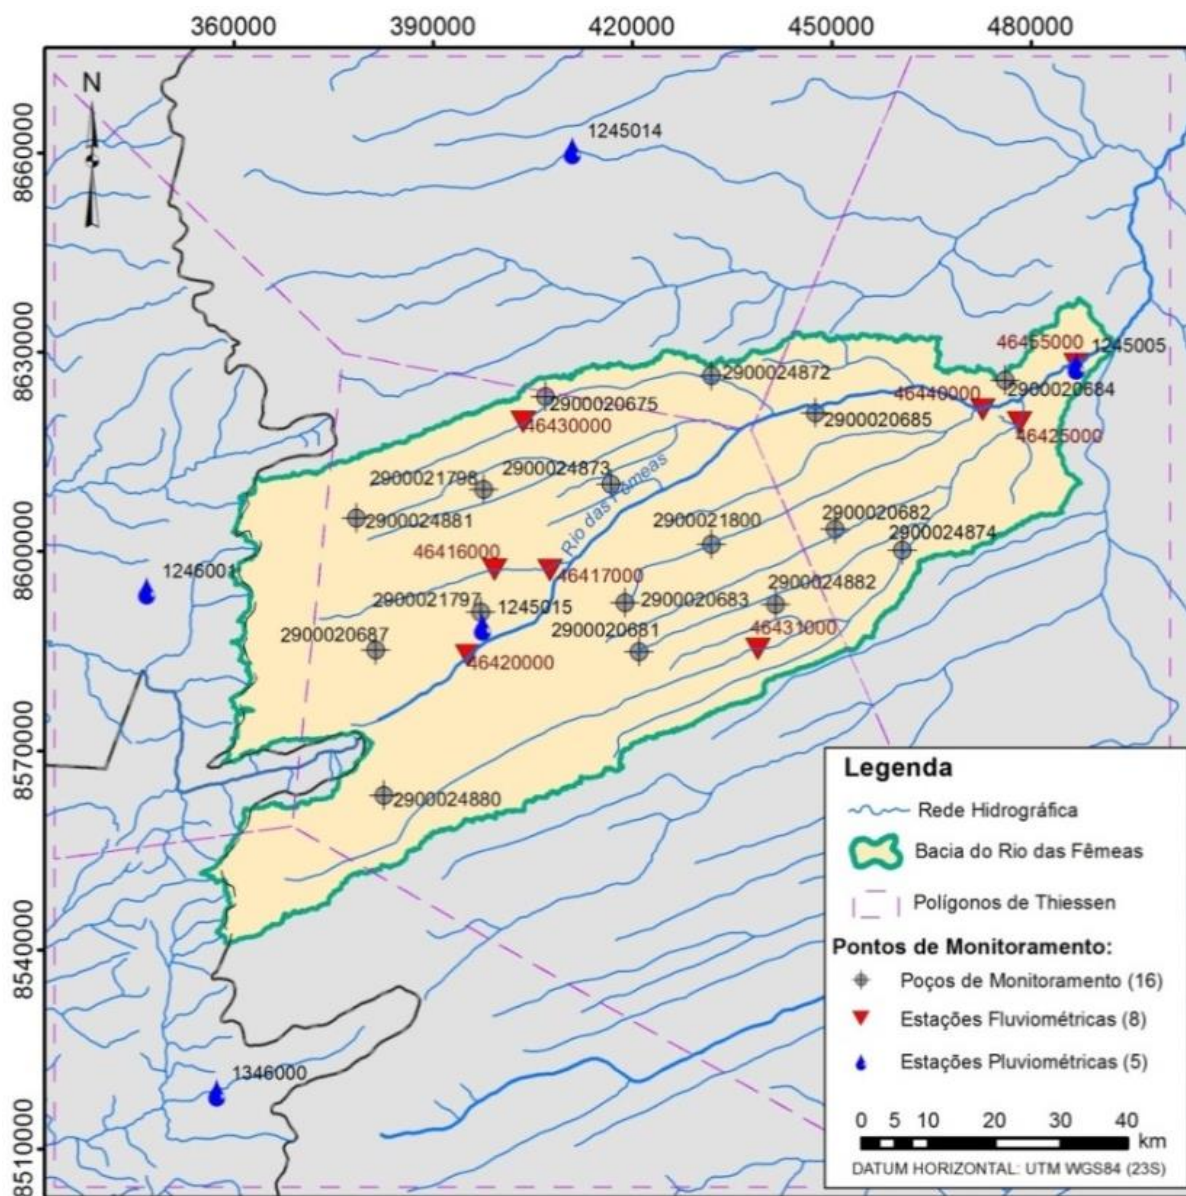 360000 390000 4200000 450000 480000
N
8660000
8630000
8600000
8570000
8540000
8510000
1245014
46455000
1245005
2900024872
2900020684
46440000
2900020675
46430000
2900020685
46425000
2900024873
2900021798
Rio das Fêmeas
2900024881
2900020682
2900021800
2900024874
46416000
1246001
46417000
2900024882
2900021797
1245015
2900020683
2900020687
2900020681
46431000
46420000
2900024880
1346000
Legenda
Rede Hidrográfica
Bacia do Rio das Fêmeas
Polígonos de Thiessen
Pontos de Monitoramento:
Poços de Monitoramento (16)
Estações Fluviométricas (8)
Estações Pluviométricas (5)
0 5 10 20 30 40
km
DATUM HORIZONTAL: UTM WGS84 (23S)